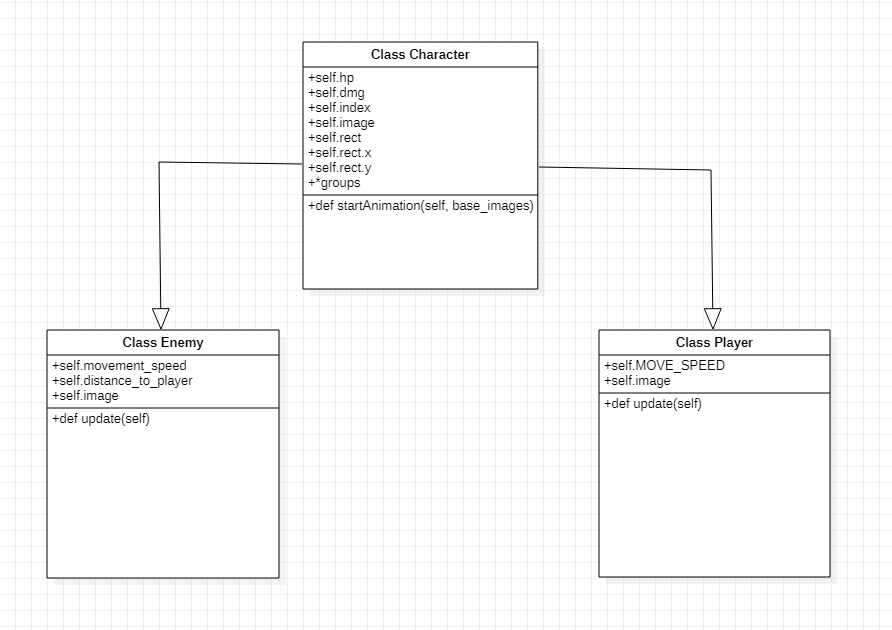 Class Character
+self.hp
+self.dmg
+self.index
+self.image
+self.rect
+self.rect.x
+self.rect.y
+*groups
+def startAnimation(self, base_images)
Class Enemy
+self.movement_speed
+self.distance_to_player
+self.image
+def update(self)
Class Player
+self.MOVE_SPEED
+self.image
+def update(self)